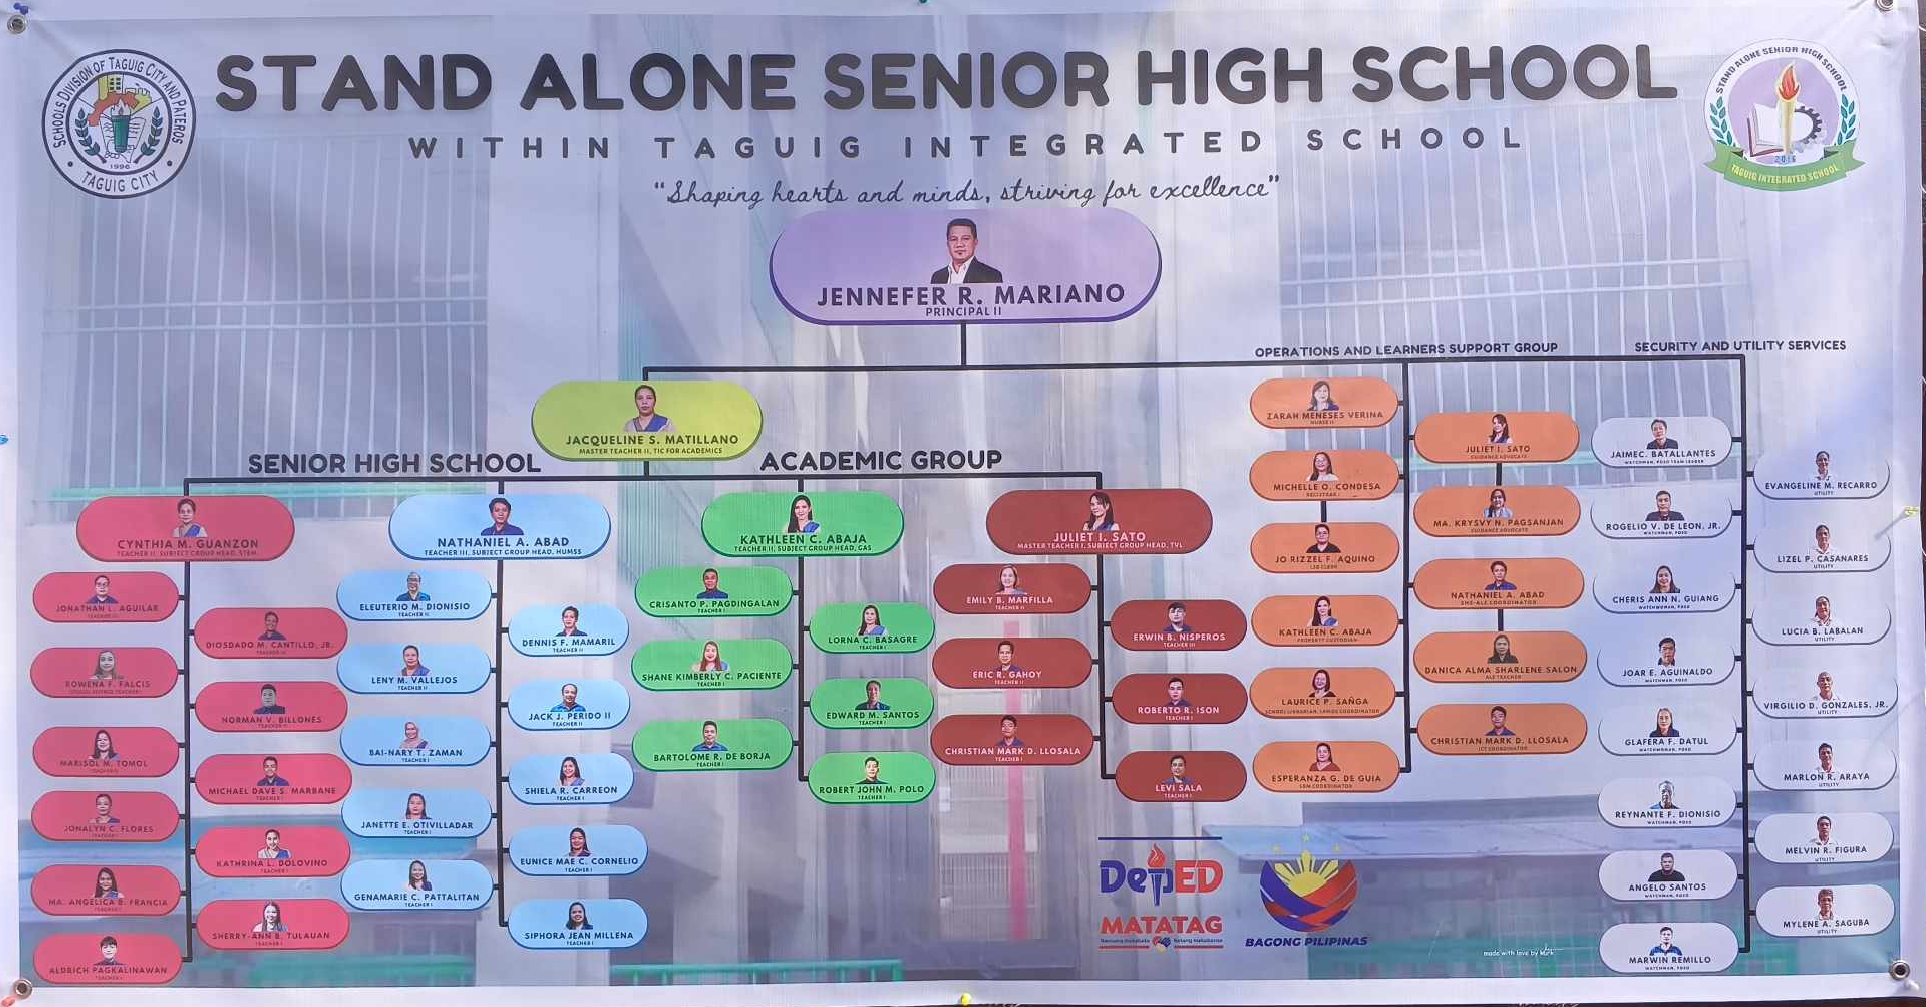 SCHOOLS DIVISION OF TAGUIG CITY AND PATEROS
1996
TAGUIG CITY
STAND ALONE SENIOR HIGH SCHOOL
WITHIN TAGUIG INTEGRATED SCHOOL
"Shaping hearts and minds, striving for excellence"
STAND ALONE SENIOR HIGH SCHOOL
2016
TAGUIG INTEGRATED SCHOOL
JENNEFER R. MARIANO
PRINCIPAL II
JACQUELINE S. MATILLANO
MASTER TEACHER II, TIC FOR ACADEMICS
SENIOR HIGH SCHOOL
ACADEMIC GROUP
CYNTHIA M. GUANZON
TEACHER II, SUBJECT GROUP HEAD, STEM
JONATHAN L. AGUILAR
TEACHER III
DIOSDADO M. CANTILLO, JR.
TEACHER II
ROWENA F. FALCIS
NORMAN V. BILLONES
TEACHER II
MARISOL M. TOMOL
TEACHER II
MICHAEL DAVE S. MARBANE
TEACHER I
JONALYN C. FLORES
TEACHER I
KATHRINA L. DOLOVINO
TEACHER I
MA. ANGELICA B. FRANCIA
TEACHER I
SHERRY-ANN B. TULAUAN
TEACHER I
ALDRICH PAGKALINAWAN
TEACHER I
NATHANIEL A. ABAD
TEACHER III, SUBJECT GROUP HEAD, HUMSS
ELEUTERIO M. DIONISIO
TEACHER II
DENNIS F. MAMARIL
TEACHER II
LENY M. VALLEJOS
TEACHER II
JACK J. PERIDO II
TEACHER II
BAI-NARY T. ZAMAN
TEACHER I
SHIELA R. CARREON
TEACHER I
JANETTE E. OTIVILLADAR
TEACHER I
EUNICE MAE C. CORNELIO
TEACHER I
GENAMARIE C. PATTALITAN
TEACHER I
SIPHORA JEAN MILLENA
TEACHER I
KATHLEEN C. ABAJA
TEACHER II, SUBJECT GROUP HEAD, GAS
CRISANTO P. PAGDINGALAN
TEACHER I
LORNA C. BASAGRE
TEACHER I
SHANE KIMBERLY C. PACIENTE
TEACHER I
EDWARD M. SANTOS
TEACHER I
BARTOLOME R. DE BORJA
TEACHER I
ROBERT JOHN M. POLO
TEACHER I
JULIET I. SATO
MASTER TEACHER I, SUBJECT GROUP HEAD, TVL
EMILY B. MARFILLA
TEACHER II
ERWIN B. NISPEROS
TEACHER III
ERIC R. GAHOY
TEACHER II
ROBERTO R. ISON
TEACHER I
CHRISTIAN MARK D. LLOSALA
TEACHER I
LEVI SALA
TEACHER I
OPERATIONS AND LEARNERS SUPPORT GROUP
ZARAH MENESES VERINA
NURSE II
JULIET I. SATO
GUIDANCE ADVOCATE
MICHELLE O. CONDESA
REGISTRAR I
MA. KRYSVY N. PAGSANJAN
GUIDANCE ADVOCATE
JO RIZZEL F. AQUINO
LSB CLERK
NATHANIEL A. ABAD
SHS-ALS COORDINATOR
KATHLEEN C. ABAJA
PROPERTY CUSTODIAN
DANICA ALMA SHARLENE SALON
ALS TEACHER
LAURICE P. SAÑGA
CHRISTIAN MARK D. LLOSALA
ICT COORDINATOR
ESPERANZA G. DE GUIA
SBM COORDINATOR
SECURITY AND UTILITY SERVICES
JAIME C. BATALLANTES
WATCHMAN, POSO TEAM LEADER
EVANGELINE M. RECARRO
UTILITY
ROGELIO V. DE LEON, JR.
WATCHMAN, POSO
LIZEL P. CASANARES
UTILITY
CHERIS ANN N. GUIANG
WATCHWOMAN, POSO
LUCIA B. LABALAN
UTILITY
JOAR E. AGUINALDO
WATCHMAN, POSO
VIRGILIO D. GONZALES, JR.
UTILITY
GLAFERA F. DATUL
WATCHWOMAN, POSO
MARLON R. ARAYA
UTILITY
REYNANTE F. DIONISIO
WATCHMAN, POSO
MELVIN R. FIGURA
UTILITY
ANGELO SANTOS
WATCHMAN, POSO
MYLENE A. SAGUBA
UTILITY
MARWIN REMILLO
WATCHMAN, POSO
DepED
MATATAG
Bansang Makabata
Batang Makabansa
BAGONG PILIPINAS
made with love by Mark